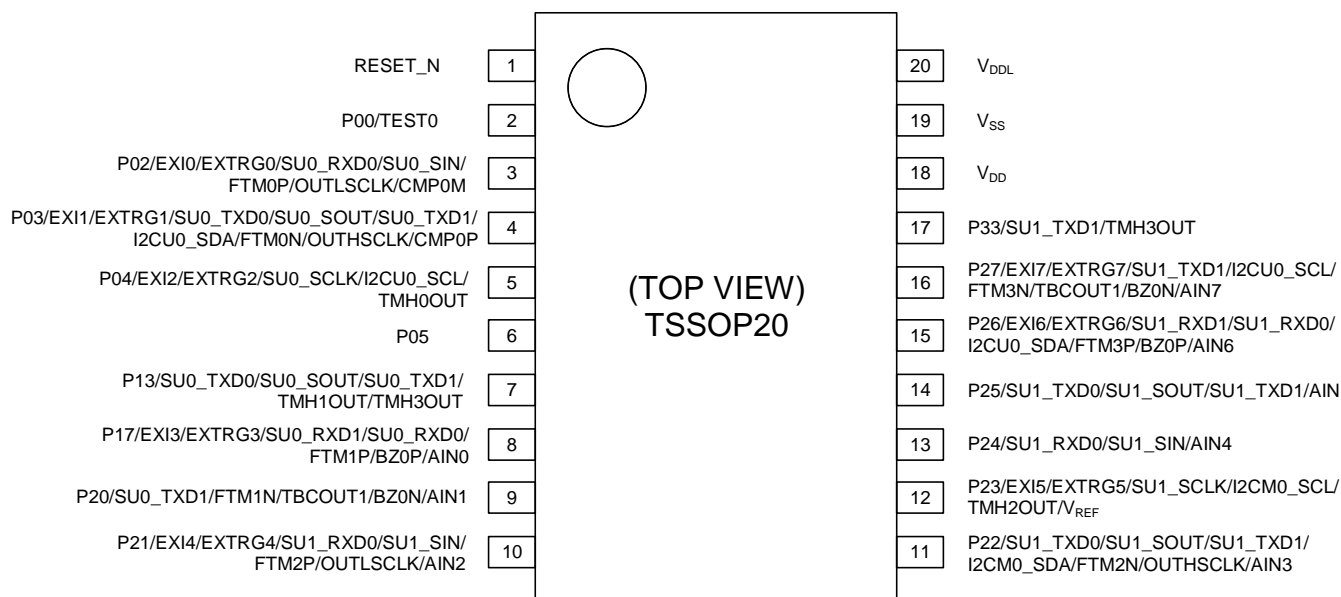 RESET_N 1
P00/TEST0 2
P02/EXI0/EXTRG0/SU0_RXD0/SU0_SIN/
FTM0P/OUTLSCLK/CMP0M 3
P03/EXI1/EXTRG1/SU0_TXD0/SU0_SOUT/SU0_TXD1/
I2CU0_SDA/FTM0N/OUTHSCLK/CMP0P 4
P04/EXI2/EXTRG2/SU0_SCLK/I2CU0_SCL/
TMH0OUT 5
P05 6
P13/SU0_TXD0/SU0_SOUT/SU0_TXD1/
TMH1OUT/TMH3OUT 7
P17/EXI3/EXTRG3/SU0_RXD1/SU0_RXD0/
FTM1P/BZ0P/AIN0 8
P20/SU0_TXD1/FTM1N/TBCOUT1/BZ0N/AIN1 9
P21/EXI4/EXTRG4/SU1_RXD0/SU1_SIN/
FTM2P/OUTLSCLK/AIN2 10
(TOP VIEW)
TSSOP20
20 VDDL
19 VSS
18 VDD
17 P33/SU1_TXD1/TMH3OUT
16 P27/EXI7/EXTRG7/SU1_TXD1/I2CU0_SCL/
FTM3N/TBCOUT1/BZ0N/AIN7
15 P26/EXI6/EXTRG6/SU1_RXD1/SU1_RXD0/
I2CU0_SDA/FTM3P/BZ0P/AIN6
14 P25/SU1_TXD0/SU1_SOUT/SU1_TXD1/AIN
13 P24/SU1_RXD0/SU1_SIN/AIN4
12 P23/EXI5/EXTRG5/SU1_SCLK/I2CM0_SCL/
TMH2OUT/VREF
11 P22/SU1_TXD0/SU1_SOUT/SU1_TXD1/
I2CM0_SDA/FTM2N/OUTHSCLK/AIN3